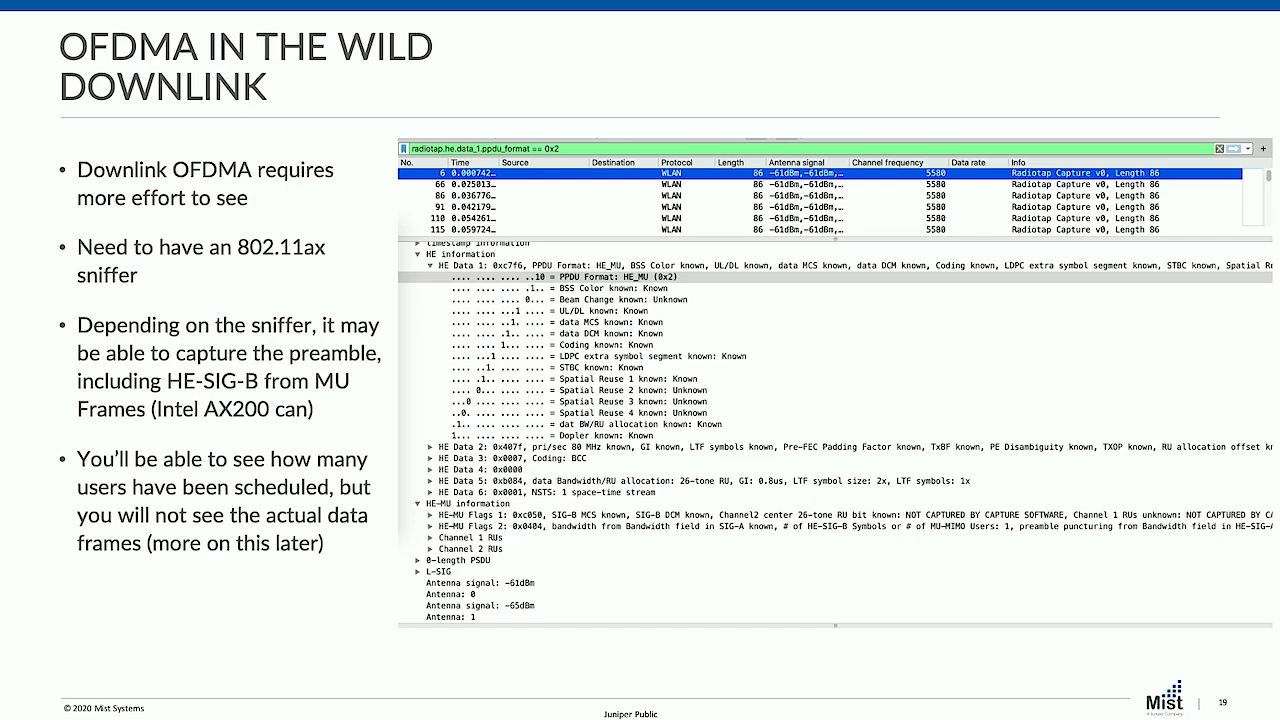 OFDMA IN THE WILD
DOWNLINK
• Downlink OFDMA requires
more effort to see
• Need to have an 802.11ax
sniffer
• Depending on the sniffer, it may
be able to capture the preamble,
including HE-SIG-B from MU
Frames (Intel AX200 can)
• You'll be able to see how many
users have been scheduled, but
you will not see the actual data
frames (more on this later)
radiotap.he.data_1.ppdu_format == 0x2
No. Time Source Destination Protocol Length Antenna signal Channel frequency Data rate Info
6 0.000742… WLAN 86 -61dBm,-61dBm,… 5580 Radiotap Capture v0, Length 86
66 0.025013… WLAN 86 -61dBm,-61dBm,… 5580 Radiotap Capture v0, Length 86
86 0.036776… WLAN 86 -61dBm,-61dBm,… 5580 Radiotap Capture v0, Length 86
91 0.042179… WLAN 86 -61dBm,-61dBm,… 5580 Radiotap Capture v0, Length 86
110 0.054261… WLAN 86 -61dBm,-61dBm,… 5580 Radiotap Capture v0, Length 86
115 0.059724… WLAN 86 -61dBm,-61dBm,… 5580 Radiotap Capture v0, Length 86
timestamp information
HE information
HE Data 1: 0xc7f6, PPDU Format: HE_MU, BSS Color known, UL/DL known, data MCS known, data DCM known, Coding known, LDPC extra symbol segment known, STBC known, Spatial R
.... .... .... ..10 = PPDU Format: HE_MU (0x2)
.... .... .... .1.. = BSS Color known: Known
.... .... .... 0... = Beam Change known: Unknown
.... .... ...1 .... = UL/DL known: Known
.... .... ..1. .... = data MCS known: Known
.... .... .1.. .... = data DCM known: Known
.... .... 1... .... = Coding known: Known
.... ...1 .... .... = LDPC extra symbol segment known: Known
.... ..1. .... .... = STBC known: Known
.... .1.. .... .... = Spatial Reuse 1 known: Known
.... 0... .... .... = Spatial Reuse 2 known: Unknown
...0 .... .... .... = Spatial Reuse 3 known: Unknown
..0. .... .... .... = Spatial Reuse 4 known: Unknown
.1.. .... .... .... = dat BW/RU allocation known: Known
1... .... .... .... = Dopler known: Known
HE Data 2: 0x407f, pri/sec 80 MHz known, GI known, LTF symbols known, Pre-FEC Padding Factor known, TxBF known, PE Disambiguity known, TXOP known, RU allocation offset k
HE Data 3: 0x0007, Coding: BCC
HE Data 4: 0x0000
HE Data 5: 0xb084, data Bandwidth/RU allocation: 26-tone RU, GI: 0.8us, LTF symbol size: 2x, LTF symbols: 1x
HE Data 6: 0x0001, NSTS: 1 space-time stream
HE-MU information
HE-MU Flags 1: 0xc050, SIG-B MCS known, SIG-B DCM known, Channel2 center 26-tone RU bit known: NOT CAPTURED BY CAPTURE SOFTWARE, Channel 1 RUs unknown: NOT CAPTURED BY CA
HE-MU Flags 2: 0x0404, bandwidth from Bandwidth field in SIG-A known, # of HE-SIG-B Symbols or # of MU-MIMO Users: 1, preamble puncturing from Bandwidth field in HE-SIG-A
Channel 1 RUs
Channel 2 RUs
0-length PSDU
L-SIG
Antenna signal: -61dBm
Antenna: 0
Antenna signal: -65dBm
Antenna: 1
© 2020 Mist Systems
Juniper Public
Mist
A Juniper Company
19